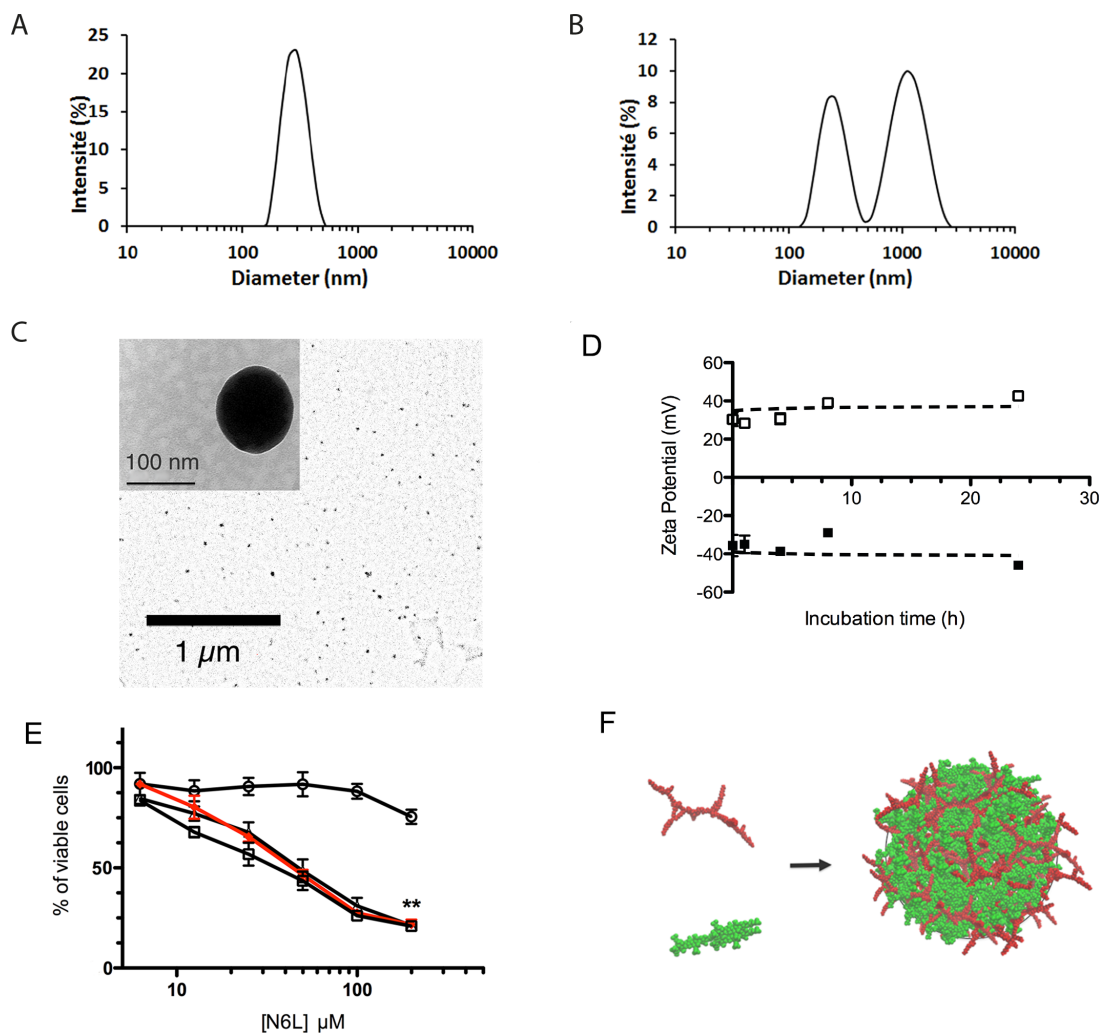 A
25
20
15
10
5
0
Intensité (%)
10 100 1000 10000
Diameter (nm)
B
12
10
8
6
4
2
0
Intensité (%)
10 100 1000 10000
Diameter (nm)
C
100 nm
1 µm
D
60
40
20
0
-20
-40
-60
Zeta Potential (mV)
10 20 30
Incubation time (h)
E
100
50
0
% of viable cells
**
10 100
[N6L] µM
F